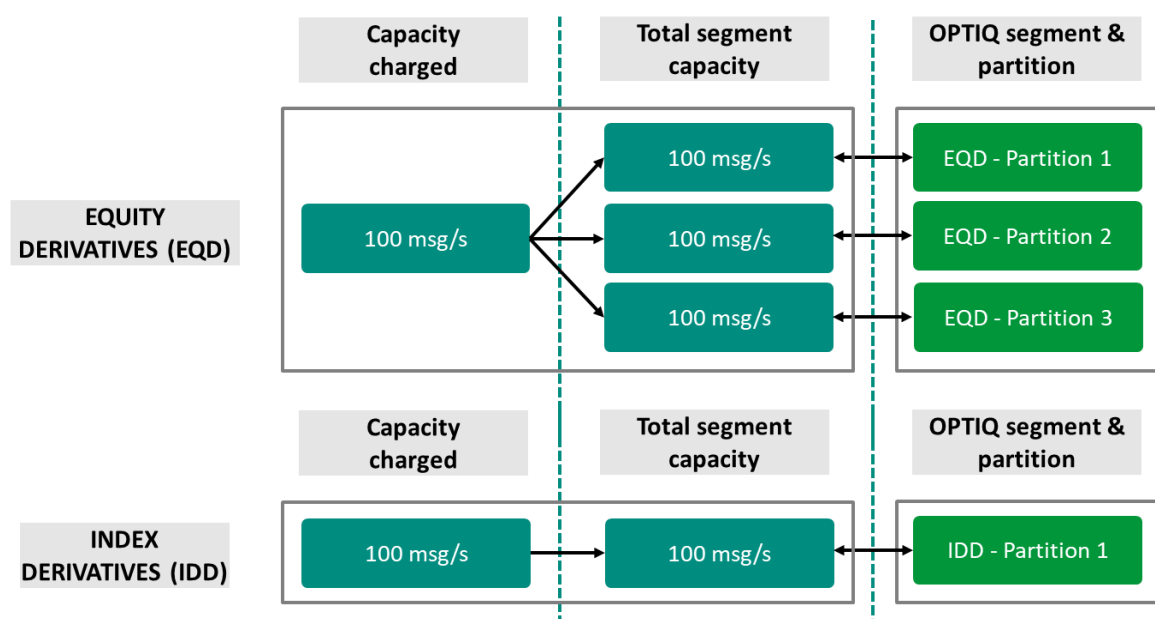 Capacity
charged
Total segment
capacity
OPTIQ segment &
partition
EQUITY
DERIVATIVES (EQD)
100 msg/s
100 msg/s
100 msg/s
100 msg/s
EQD - Partition 1
EQD - Partition 2
EQD - Partition 3
Capacity
charged
Total segment
capacity
OPTIQ segment &
partition
INDEX
DERIVATIVES (IDD)
100 msg/s
100 msg/s
IDD - Partition 1